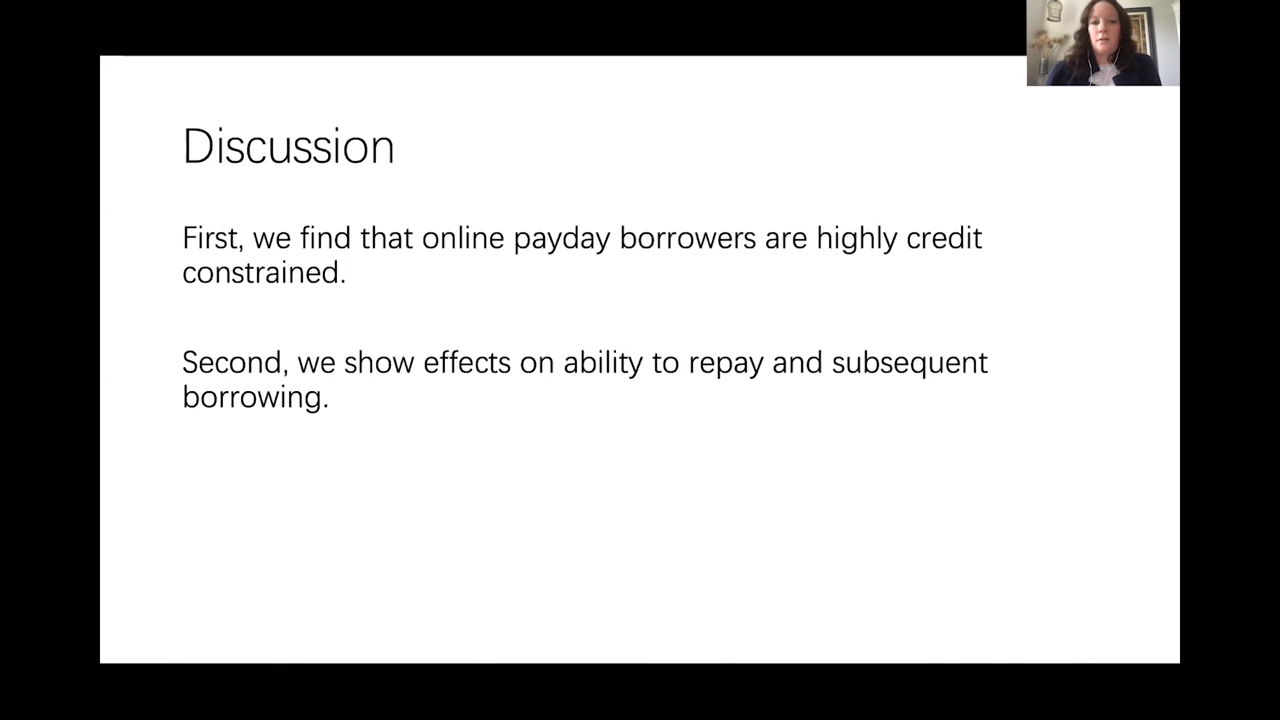 Discussion
First, we find that online payday borrowers are highly credit
constrained.
Second, we show effects on ability to repay and subsequent
borrowing.